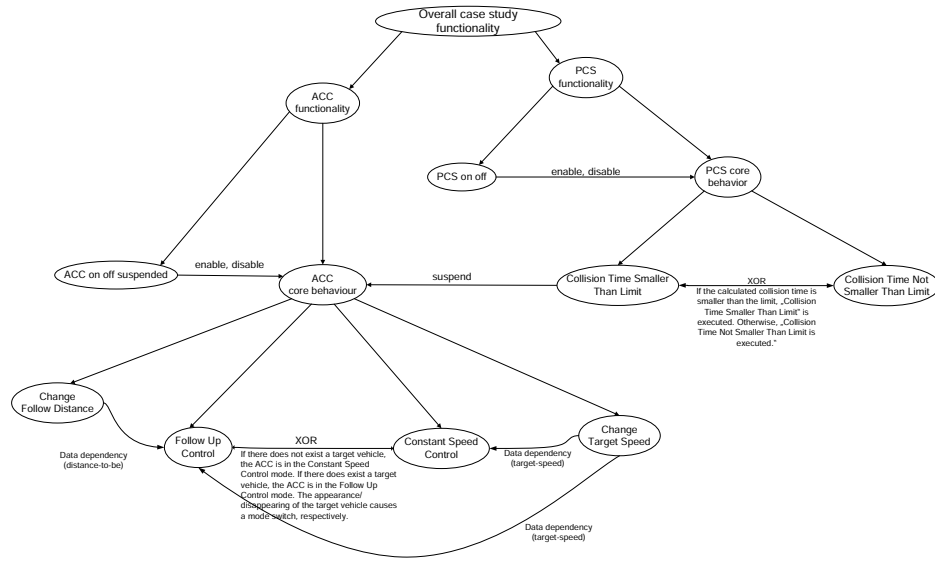 Overall case study
functionality
PCS
functionality
ACC
functionality
PCS on off
enable, disable
PCS core
behavior
ACC on off suspended
enable, disable
ACC
core behaviour
suspend
Collision Time Smaller
Than Limit
XOR
If the calculated collision time is
smaller than the limit, „Collision
Time Smaller Than Limit" is
executed. Otherwise, „Collision
Time Not Smaller Than Limit is
executed."
Collision Time Not
Smaller Than Limit
Change
Follow Distance
Data dependency
(distance-to-be)
Follow Up
Control
XOR
If there does not exist a target vehicle,
the ACC is in the Constant Speed
Control mode. If there does exist a target
vehicle, the ACC is in the Follow Up
Control mode. The appearance/
disappearing of the target vehicle causes
a mode switch, respectively.
Constant Speed
Control
Data dependency
(target-speed)
Change
Target Speed
Data dependency
(target-speed)